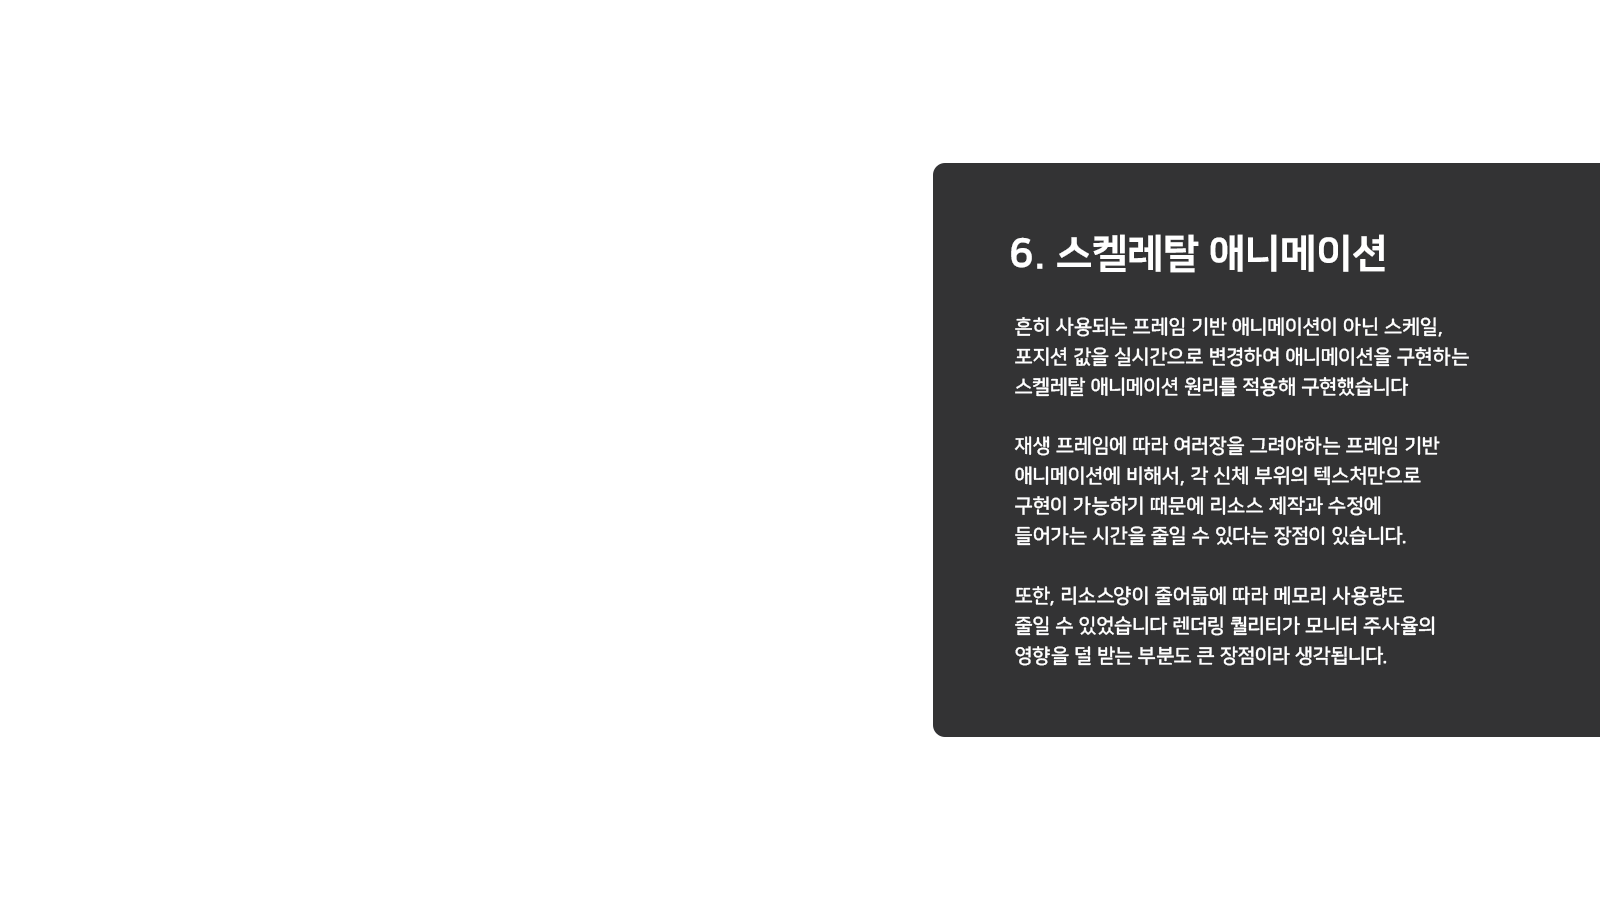 6. 스켈레탈 애니메이션
흔히 사용되는 프레임 기반 애니메이션이 아닌 스케일,
포지션 값을 실시간으로 변경하여 애니메이션을 구현하는
스켈레탈 애니메이션 원리를 적용해 구현했습니다
재생 프레임에 따라 여러장을 그려야하는 프레임 기반
애니메이션에 비해서, 각 신체 부위의 텍스처만으로
구현이 가능하기 때문에 리소스 제작과 수정에
들어가는 시간을 줄일 수 있다는 장점이 있습니다.
또한, 리소스양이 줄어듦에 따라 메모리 사용량도
줄일 수 있었습니다 렌더링 퀄리티가 모니터 주사율의
영향을 덜 받는 부분도 큰 장점이라 생각됩니다.